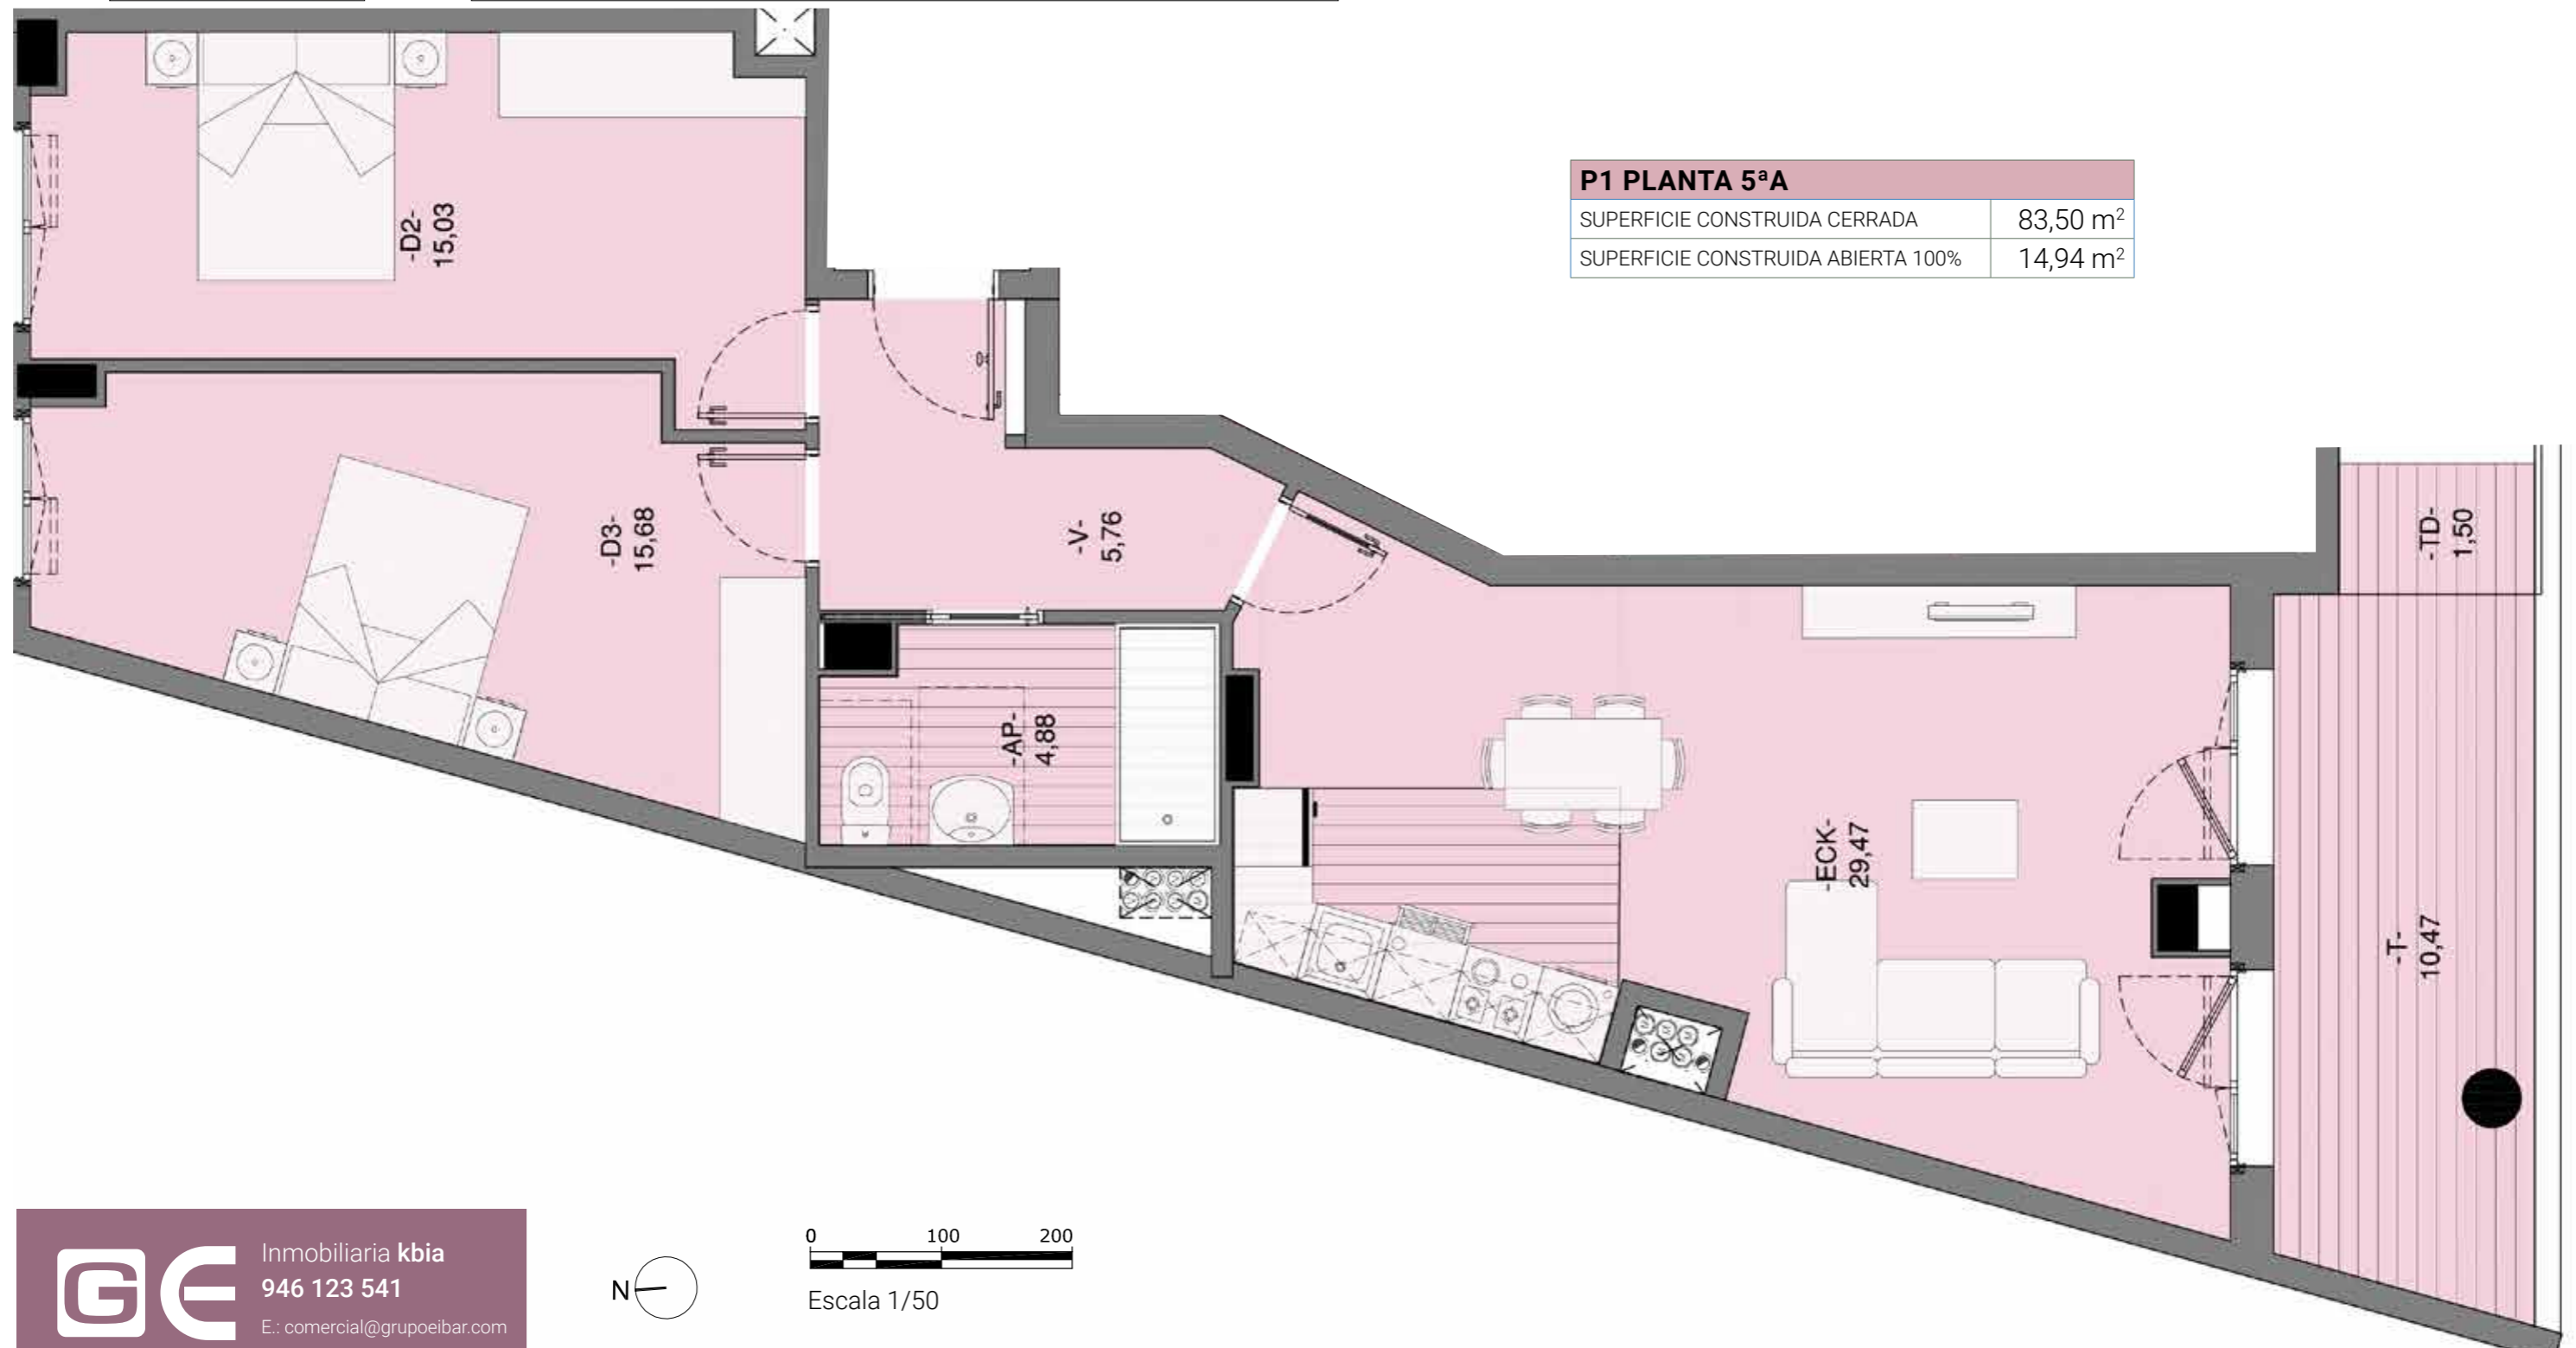 P1 PLANTA 5ªA
SUPERFICIE CONSTRUIDA CERRADA 83,50 m²
SUPERFICIE CONSTRUIDA ABIERTA 100% 14,94 m²
-D2-
15,03
-D3-
15,68
-V-
5,76
-AP-
4,88
-ECK-
29,47
-TD-
1,50
-T-
10,47
GE
Inmobiliaria kbia
946 123 541
E.: comercial@grupoeibar.com
N
0 100 200
Escala 1/50